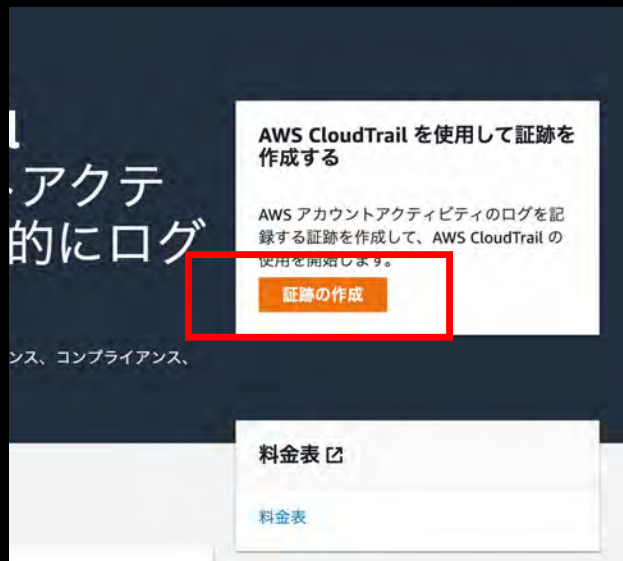 l
トアクテ
的にログ
ンス、コンプライアンス、
AWS CloudTrail を使用して証跡を
作成する
AWS アカウントアクティビティのログを記
録する証跡を作成して、AWS CloudTrail の
使用を開始します。
証跡の作成
料金表
料金表